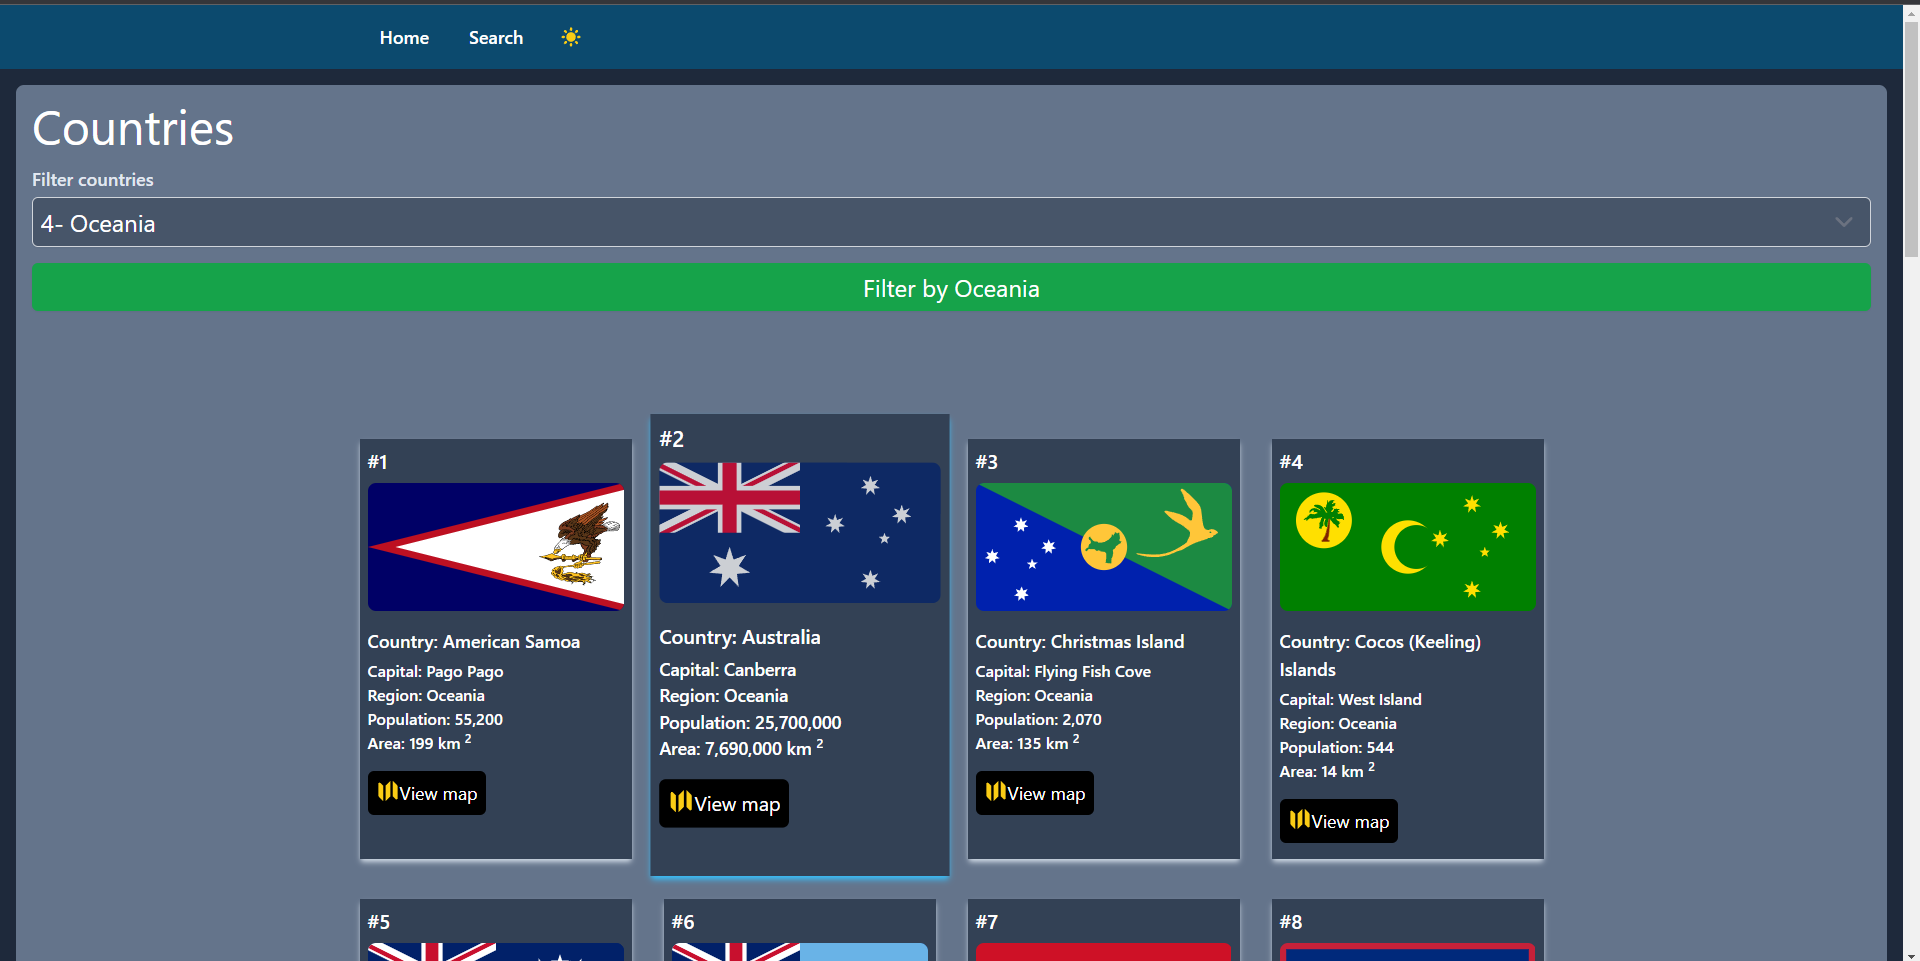 Home Search
Countries
Filter countries
4- Oceania
Filter by Oceania
#1
Country: American Samoa
Capital: Pago Pago
Region: Oceania
Population: 55,200
Area: 199 km 2
View map
#2
Country: Australia
Capital: Canberra
Region: Oceania
Population: 25,700,000
Area: 7,690,000 km 2
View map
#3
Country: Christmas Island
Capital: Flying Fish Cove
Region: Oceania
Population: 2,070
Area: 135 km 2
View map
#4
Country: Cocos (Keeling)
Islands
Capital: West Island
Region: Oceania
Population: 544
Area: 14 km 2
View map
#5
#6
#7
#8